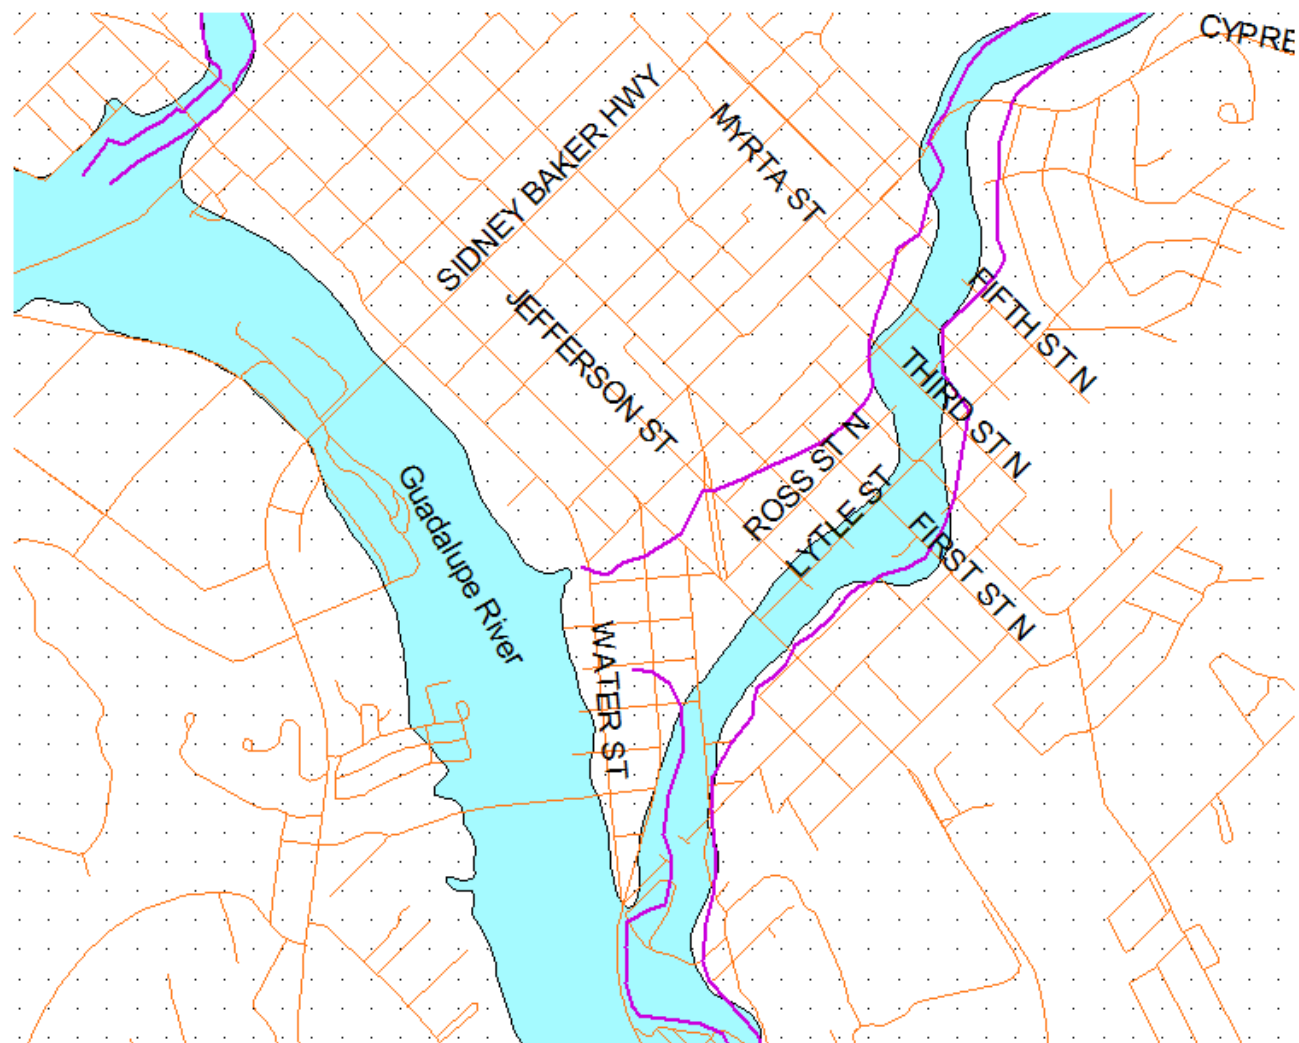 CYPRE
SIDNEY BAKER HWY
MYRTA ST
JEFFERSON ST
FIFTH ST N
THIRD ST N
ROSS ST N
LYTLE ST
Guadalupe River
FIRST ST N
WATER ST